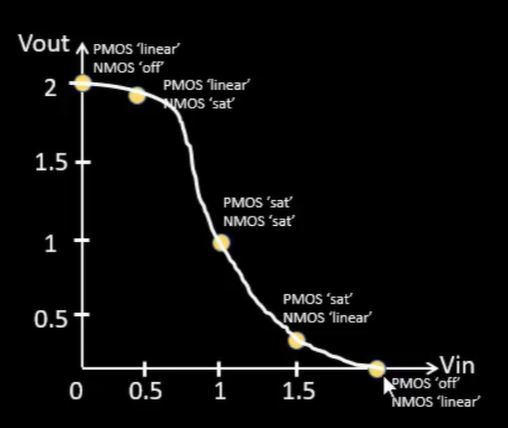 Vout
PMOS ‘linear’
NMOS ‘off’
PMOS ‘linear’
NMOS ‘sat’
2
1.5
PMOS ‘sat’
NMOS ‘sat’
1
PMOS ‘sat’
NMOS ‘linear’
0.5
Vin
PMOS ‘off’
NMOS ‘linear’
0
0.5
1
1.5